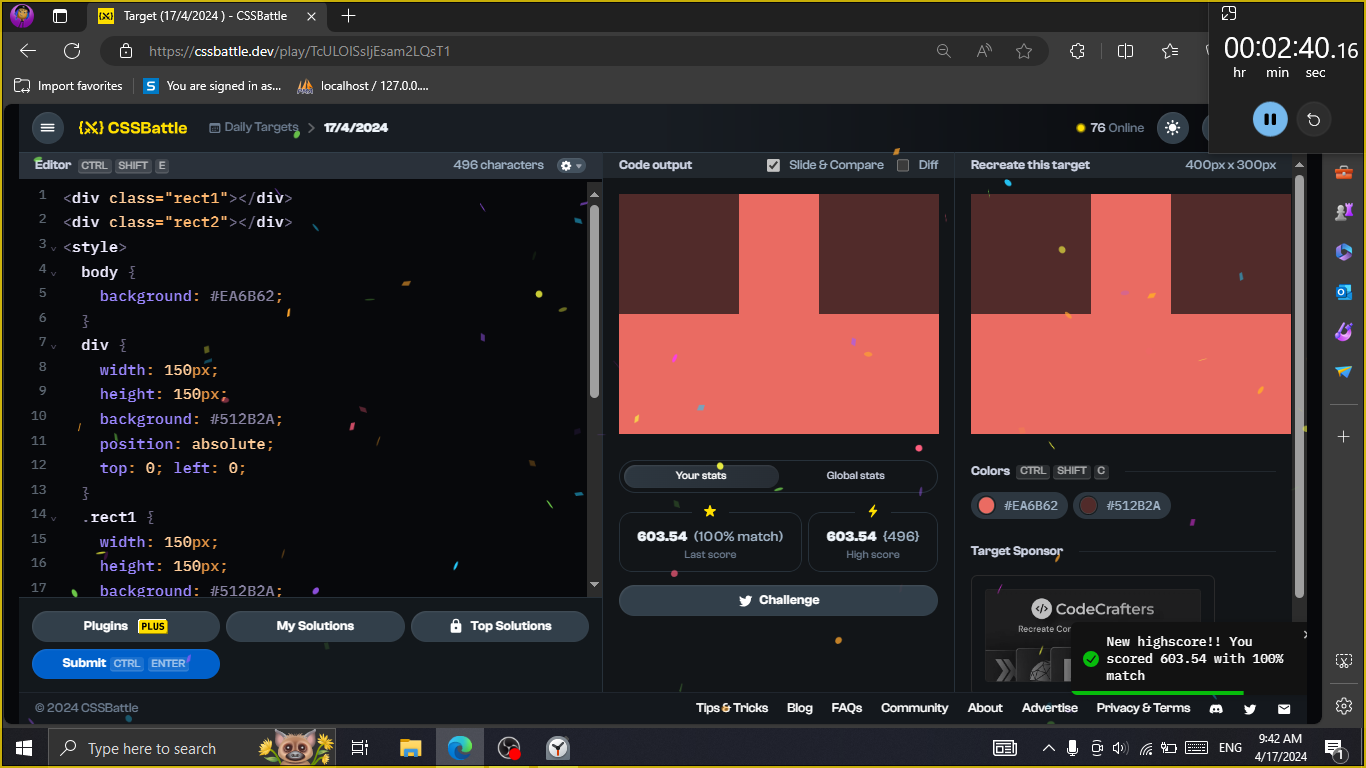 Target (17/4/2024 ) - CSSBattle
00:02:40.16
hr min sec
https://cssbattle.dev/play/TcULOISsIjEsam2LQsT1
Import favorites
S You are signed in as...
localhost / 127.0.0....
{X} CSSBattle
Daily Targets > 17/4/2024
76 Online
Editor CTRL SHIFT E
496 characters
Code output
Slide & Compare
Diff
Recreate this target
400px x 300px
1 <div class="rect1"></div>
2 <div class="rect2"></div>
3 <style>
4 body {
5 background: #EA6B62;
6 }
7 div {
8 width: 150px;
9 height: 150px;
10 background: #512B2A;
11 position: absolute;
12 top: 0; left: 0;
13 }
14 .rect1 {
15 width: 150px;
16 height: 150px;
17 background: #512B2A;
Plugins PLUS
My Solutions
Top Solutions
Submit CTRL ENTER
Your stats
Global stats
603.54 (100% match)
Last score
603.54 {496}
High score
Challenge
Colors CTRL SHIFT C
#EA6B62
#512B2A
Target Sponsor
CodeCrafters
Recreate Con
New highscore!! You
scored 603.54 with 100%
match
© 2024 CSSBattle
Tips & Tricks
Blog
FAQs
Community
About
Advertise
Privacy & Terms
Type here to search
ENG
9:42 AM
4/17/2024
1